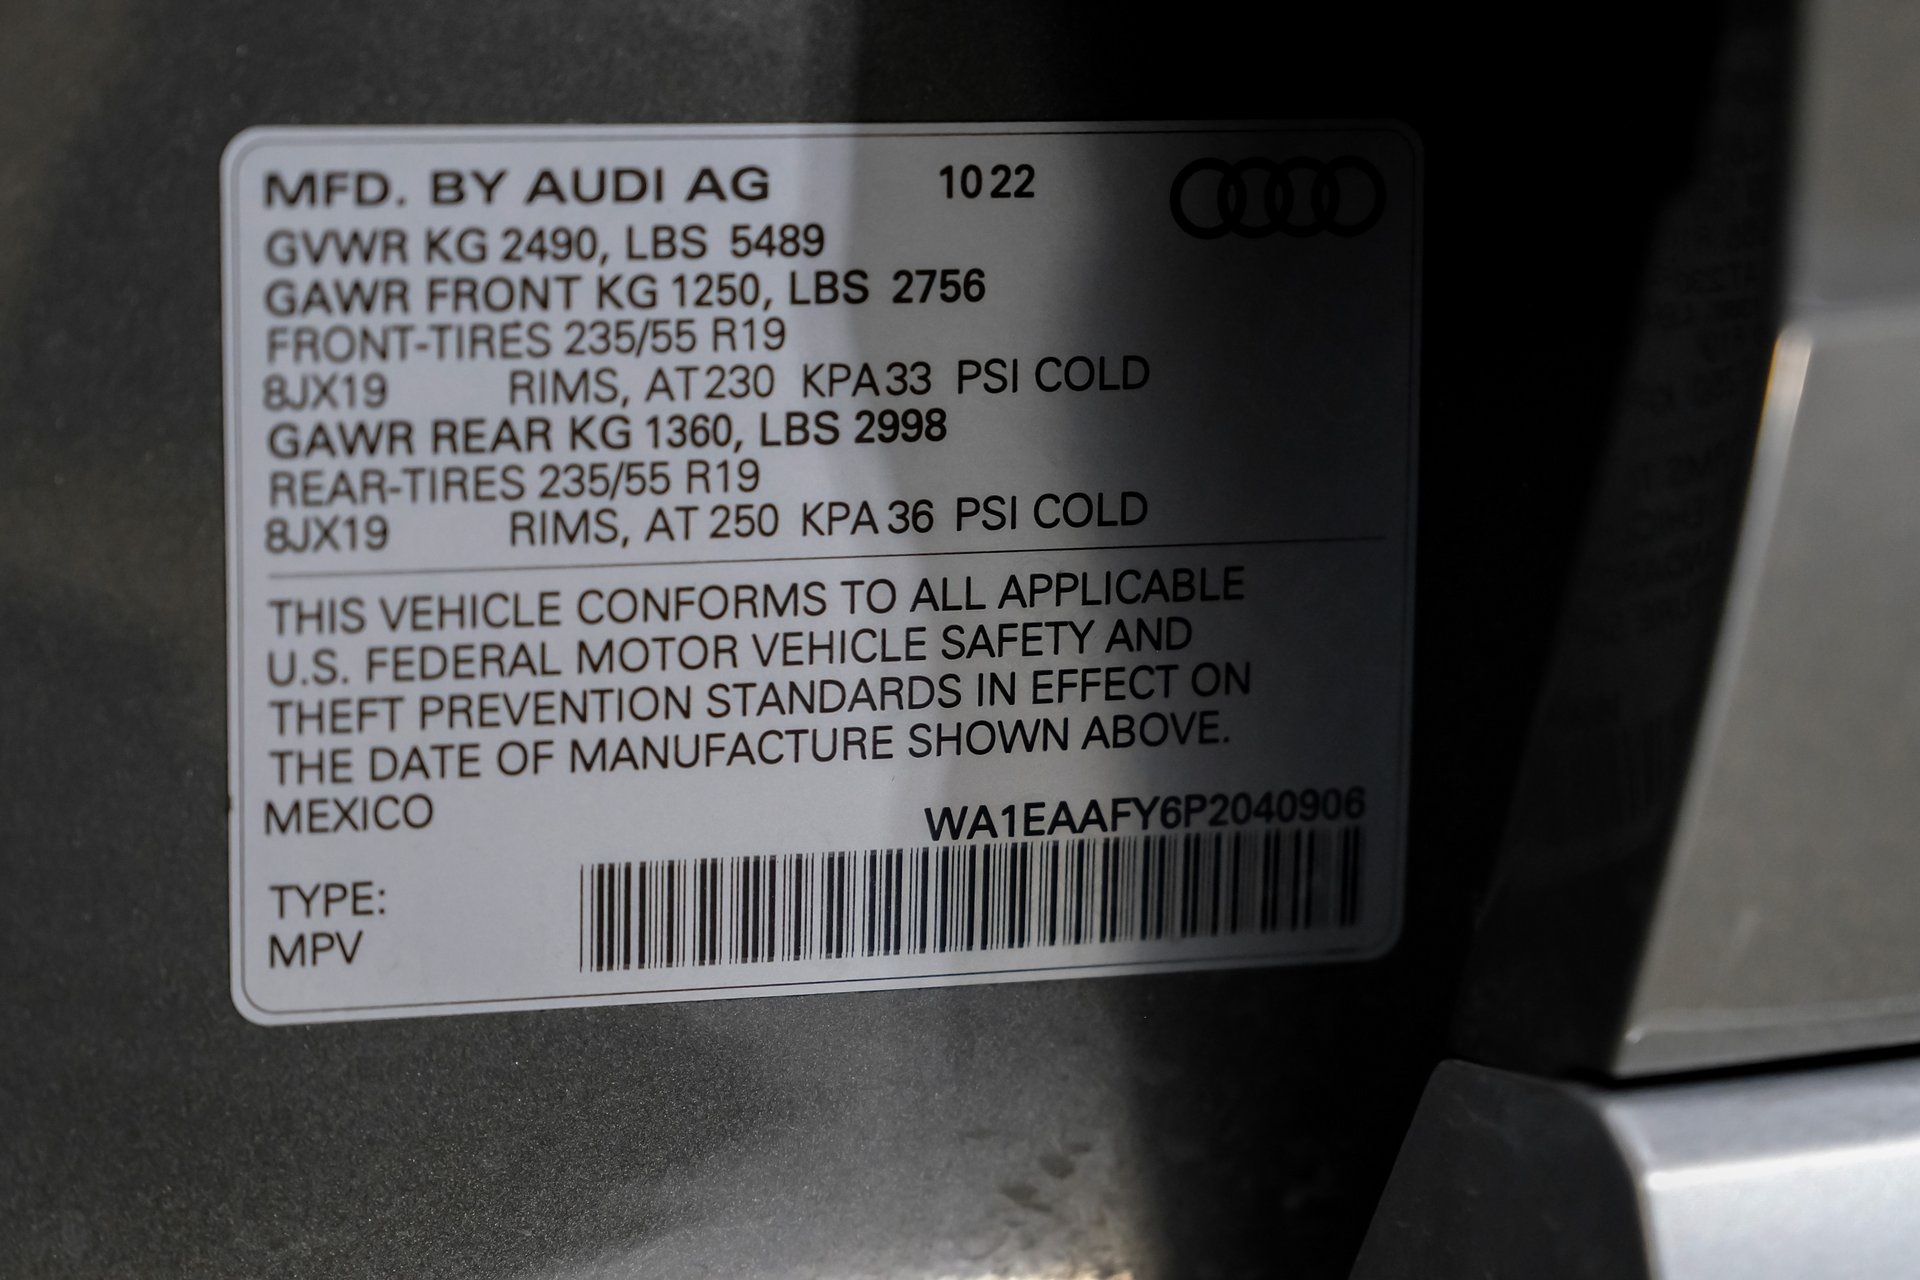 MFD. BY AUDI AG 10 22
GVWR KG 2490, LBS 5489
GAWR FRONT KG 1250, LBS 2756
FRONT-TIRES 235/55 R19
8JX19 RIMS, AT 230 KPA 33 PSI COLD
GAWR REAR KG 1360, LBS 2998
REAR-TIRES 235/55 R19
8JX19 RIMS, AT 250 KPA 36 PSI COLD
THIS VEHICLE CONFORMS TO ALL APPLICABLE
U.S. FEDERAL MOTOR VEHICLE SAFETY AND
THEFT PREVENTION STANDARDS IN EFFECT ON
THE DATE OF MANUFACTURE SHOWN ABOVE.
MEXICO WA1EAAFY6P2040906
TYPE:
MPV